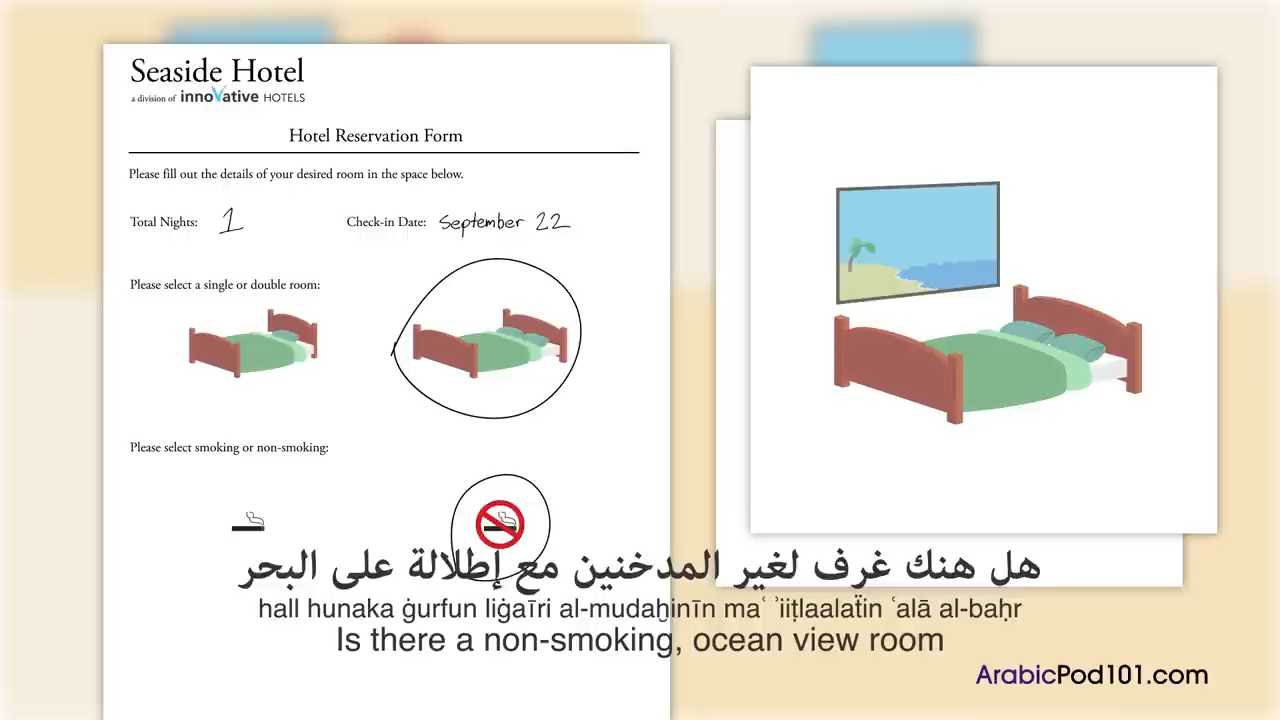 Seaside Hotel
a division of innoVative HOTELS
Hotel Reservation Form
Please fill out the details of your desired room in the space below.
Total Nights: 1 Check-in Date: September 22
Please select a single or double room:
Please select smoking or non-smoking:
هل هنك غرف لغير المدخنين مع إطلالة على البحر
hall hunaka ġurfun liġaīri al-mudaḫinīn maʿ ʾiiṭlaalaẗin ʿalā al-baḥr
Is there a non-smoking, ocean view room
ArabicPod101.com